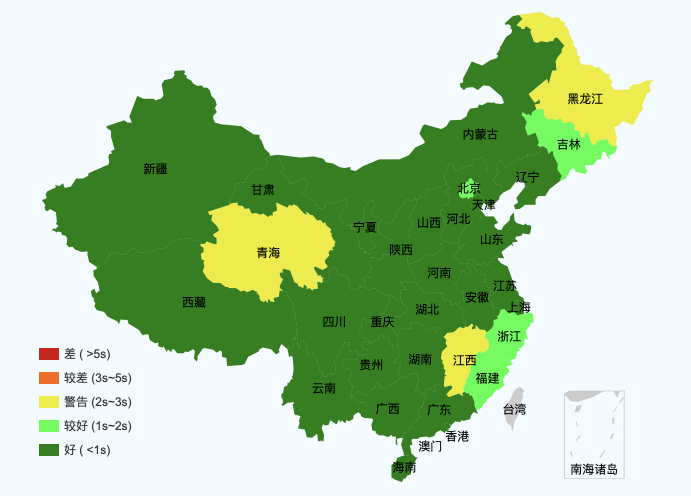 黑龙江
内蒙古
吉林
新疆
辽宁
甘肃
北京
天津
宁夏
山西
河北
山东
陕西
青海
河南
江苏
西藏
安徽
上海
湖北
四川
重庆
浙江
湖南
江西
贵州
福建
云南
广西
广东
台湾
香港
澳门
海南
南海诸岛
差 ( >5s)
较差 (3s~5s)
警告 (2s~3s)
较好 (1s~2s)
好 ( <1s)